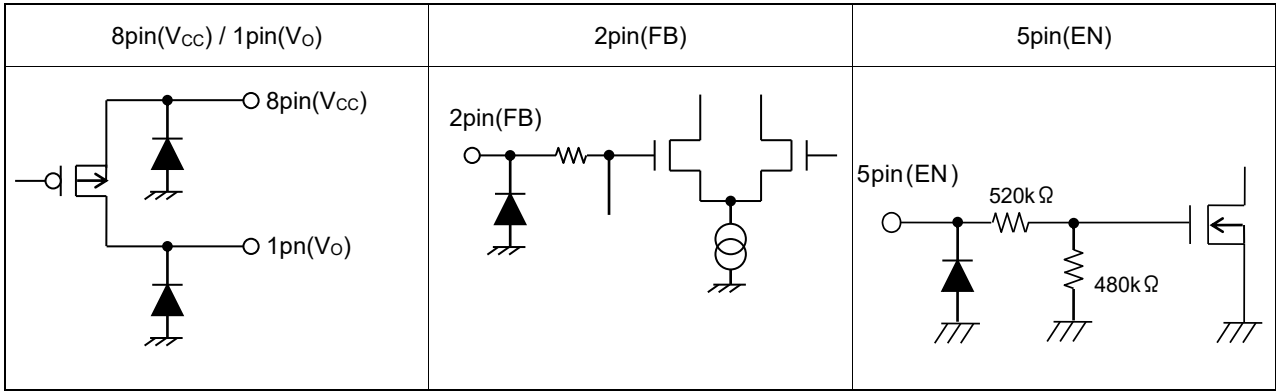 8pin(VCC) / 1pin(VO)
2pin(FB)
5pin(EN)
8pin(VCC)
1pn(VO)
2pin(FB)
5pin(EN)
520kΩ
480kΩ